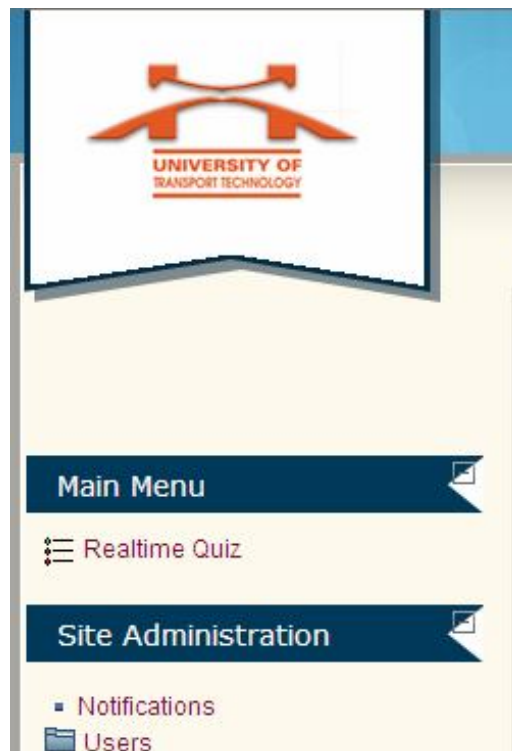 UNIVERSITY OF
TRANSPORT TECHNOLOGY
Main Menu
Realtime Quiz
Site Administration
Notifications
Users